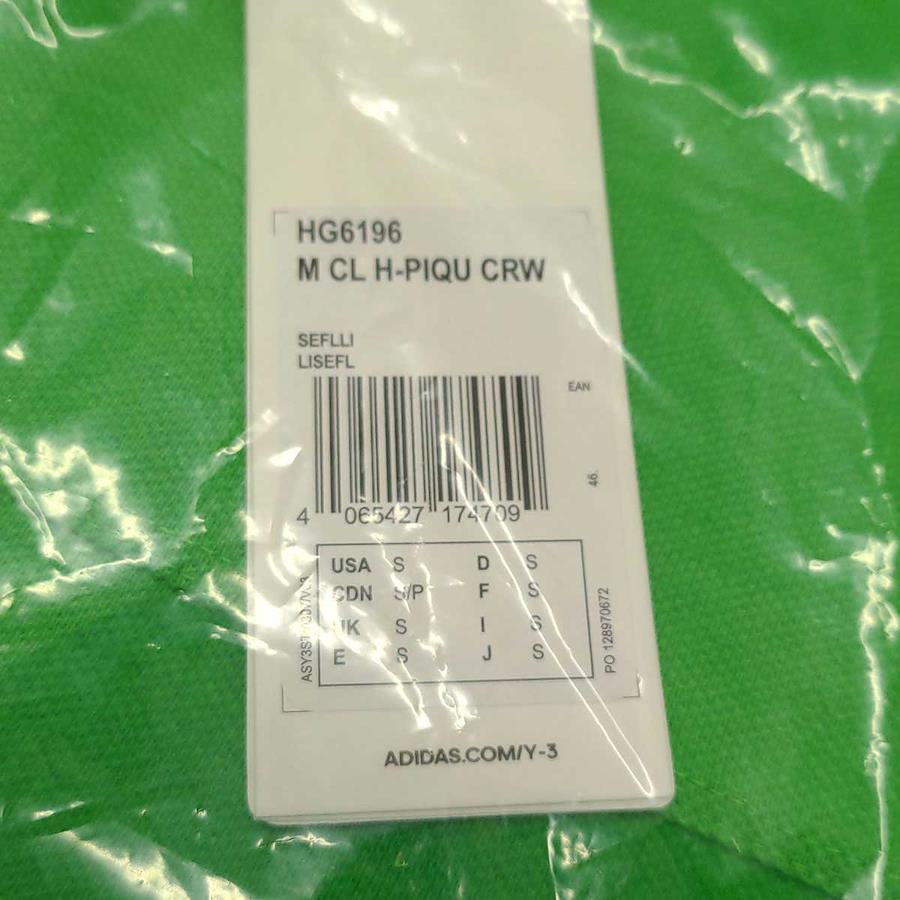 HG6196
M CL H-PIQU CRW
SEFLLI
LISEFL
EAN
46.
4 065427 174709
USA S D S
CDN S/P F S
UK S I S
E S J S
PO 128970672
ADIDAS.COM/Y-3